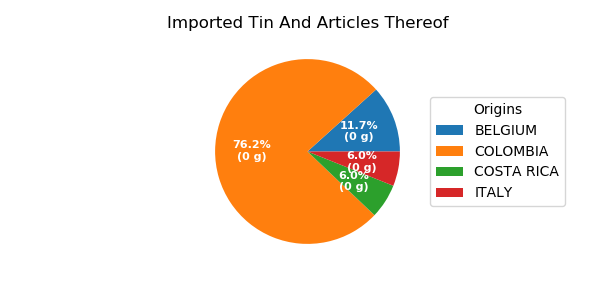 Imported Tin And Articles Thereof
11.7%
(0 g)
76.2%
(0 g)
6.0%
(0 g)
6.0%
(0 g)
Origins
BELGIUM
COLOMBIA
COSTA RICA
ITALY